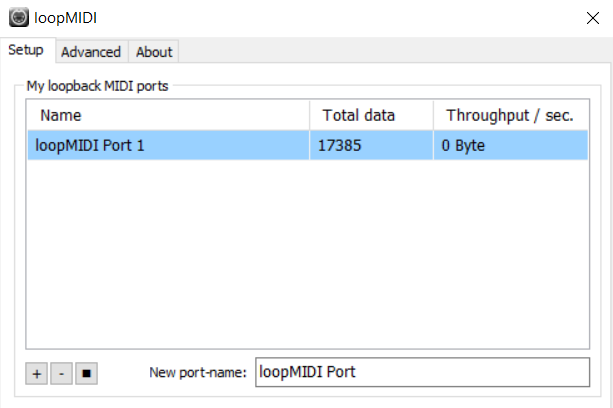 loopMIDI
Setup Advanced About
My loopback MIDI ports
Name Total data Throughput / sec.
loopMIDI Port 1 17385 0 Byte
+ - ■ New port-name: loopMIDI Port